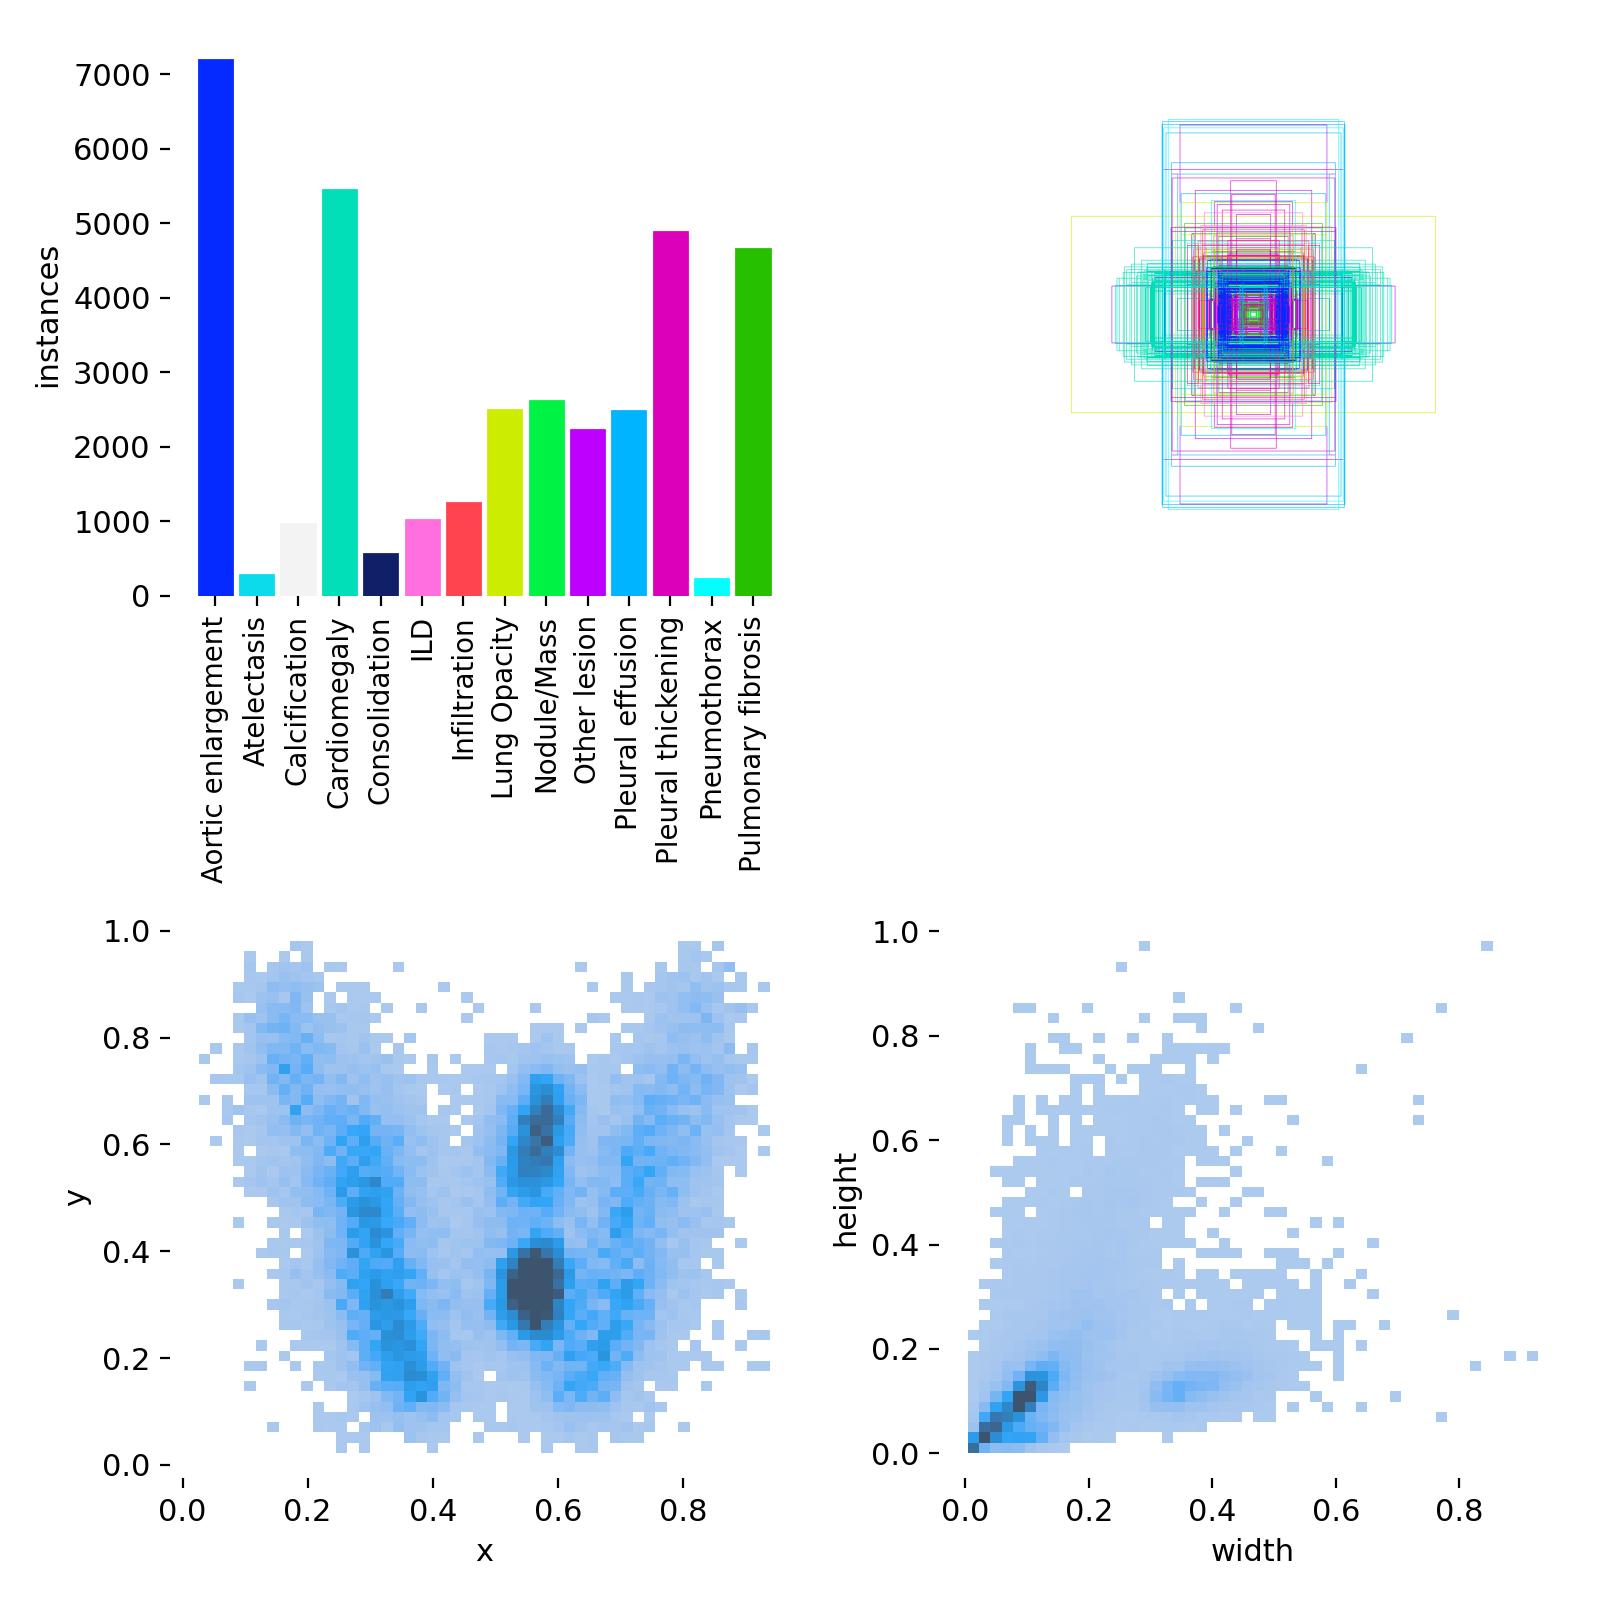 7000
6000
5000
4000
3000
2000
1000
0
instances
Aortic enlargement
Atelectasis
Calcification
Cardiomegaly
Consolidation
ILD
Infiltration
Lung Opacity
Nodule/Mass
Other lesion
Pleural effusion
Pleural thickening
Pneumothorax
Pulmonary fibrosis
1.0
0.8
0.6
0.4
0.2
0.0
y
0.0 0.2 0.4 0.6 0.8
x
1.0
0.8
0.6
0.4
0.2
0.0
height
0.0 0.2 0.4 0.6 0.8
width